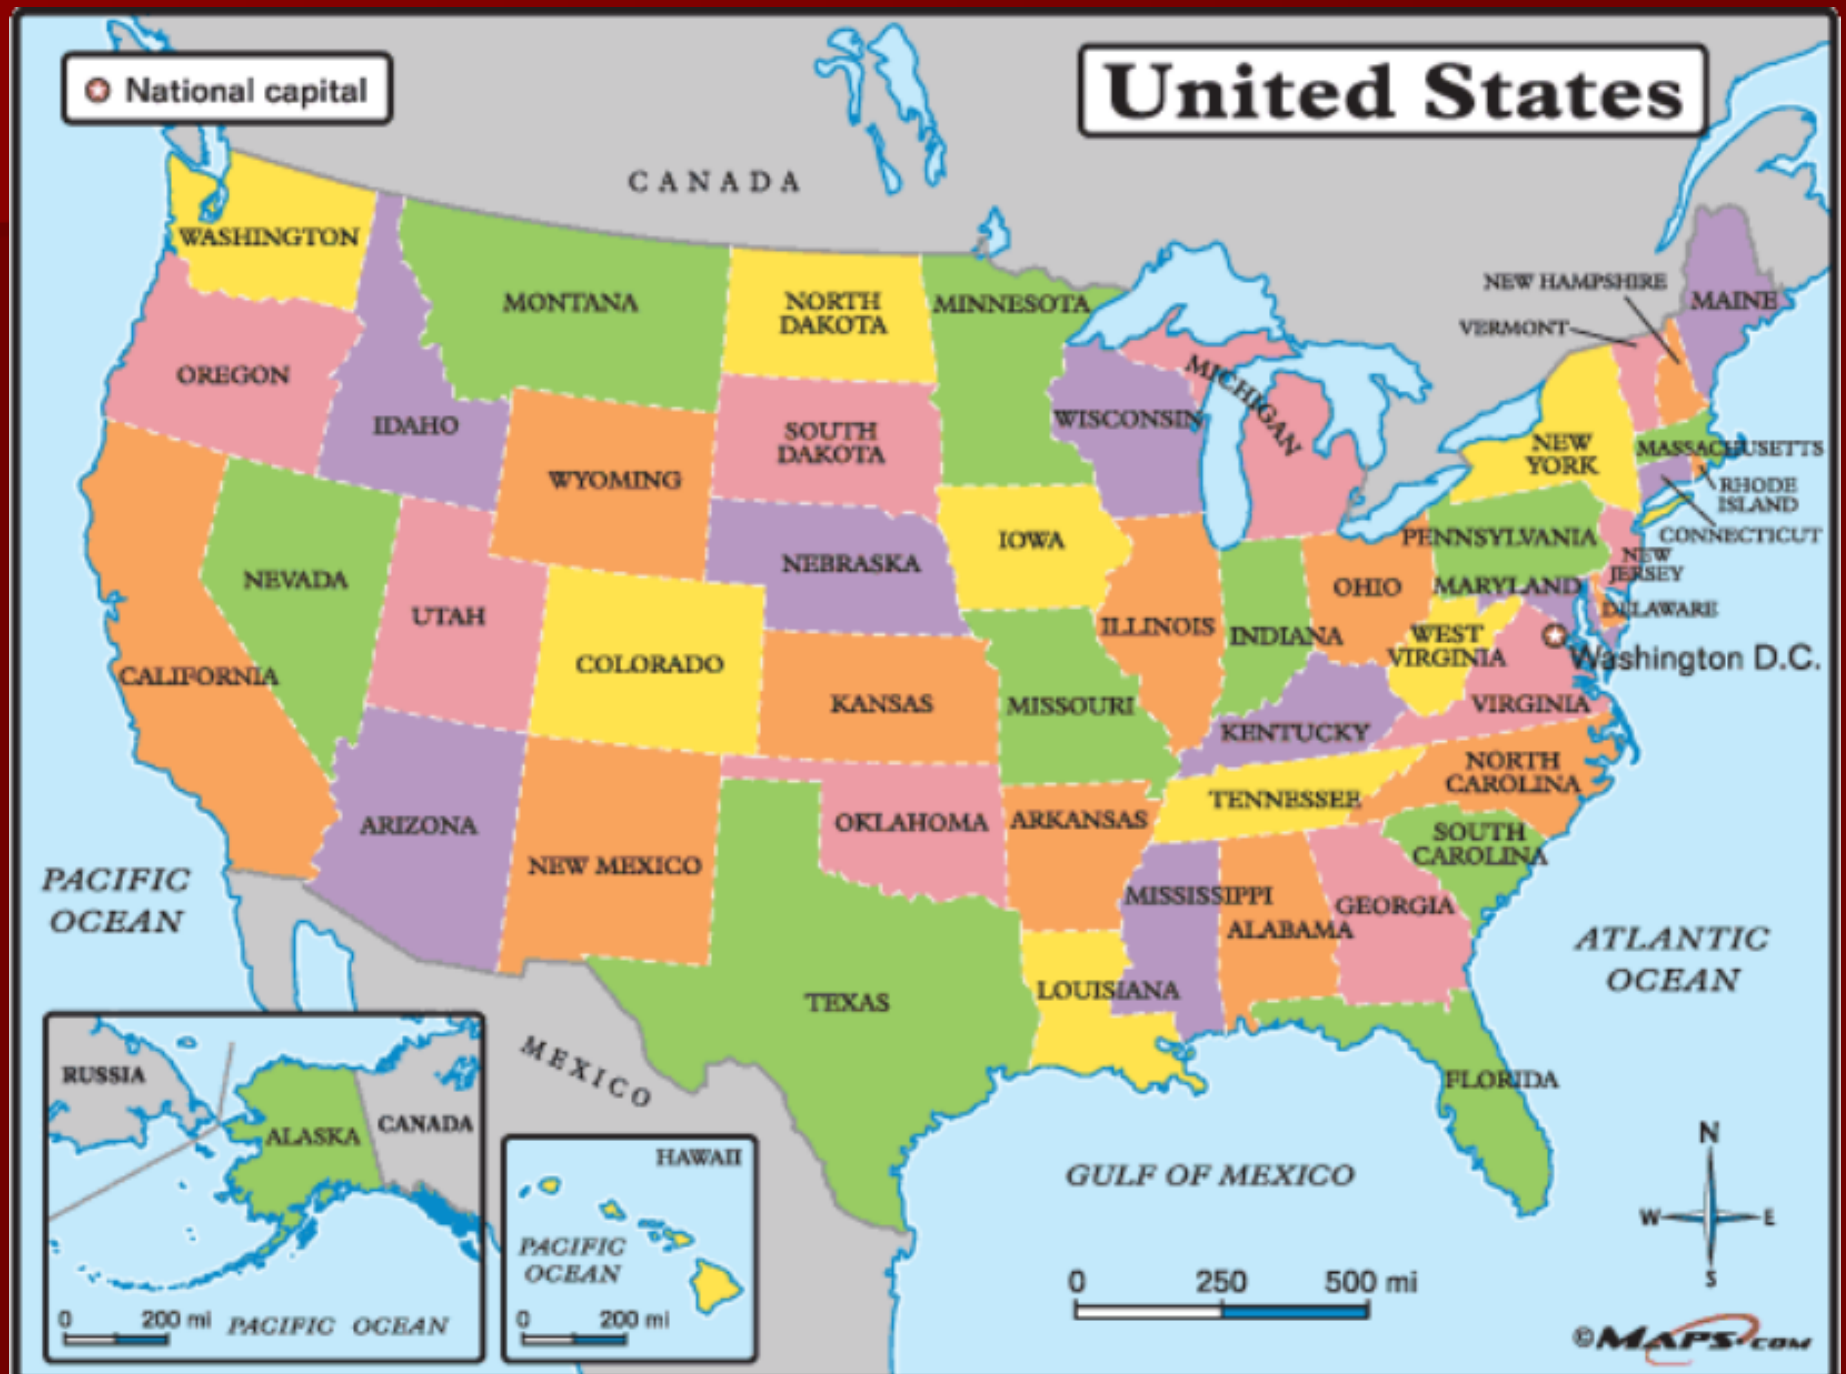 National capital
United States
CANADA
WASHINGTON
MONTANA
NORTH
DAKOTA
MINNESOTA
NEW HAMPSHIRE
VERMONT
MAINE
OREGON
IDAHO
MICHIGAN
WISCONSIN
SOUTH
DAKOTA
WYOMING
NEW
YORK
MASSACHUSETTS
RHODE
ISLAND
CONNECTICUT
IOWA
PENNSYLVANIA
NEBRASKA
NEW
JERSEY
NEVADA
UTAH
OHIO
MARYLAND
DELAWARE
ILLINOIS
INDIANA
WEST
VIRGINIA
Washington D.C.
COLORADO
CALIFORNIA
KANSAS
MISSOURI
VIRGINIA
KENTUCKY
NORTH
CAROLINA
TENNESSEE
ARIZONA
OKLAHOMA
ARKANSAS
SOUTH
CAROLINA
NEW MEXICO
PACIFIC
OCEAN
MISSISSIPPI
GEORGIA
ALABAMA
ATLANTIC
OCEAN
LOUISIANA
TEXAS
MEXICO
FLORIDA
RUSSIA
CANADA
ALASKA
HAWAII
PACIFIC
OCEAN
GULF OF MEXICO
N
W E
S
0 250 500 mi
0 200 mi
PACIFIC OCEAN
0 200 mi
©MAPS.COM